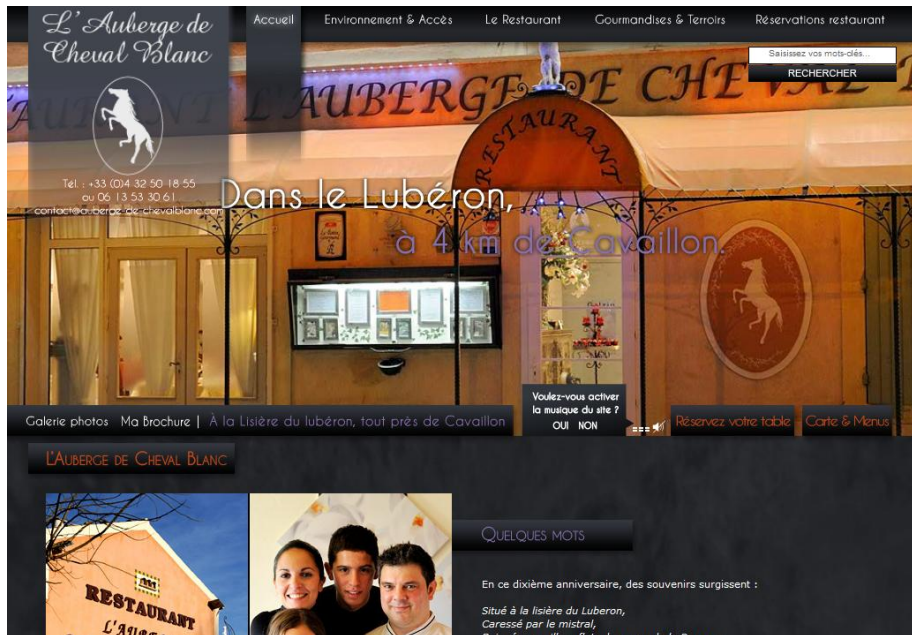 L'Auberge de
Cheval Blanc
Tel. : +33 (0)4 32 50 18 55
ou 06 13 53 30 61
contact@auberge-de-chevalblanc.com
Accueil
Environnement & Accès
Le Restaurant
Gourmandises & Terroirs
Réservations restaurant
Saisissez vos mots-clés...
RECHERCHER
L'AUBERGE DE CHEVAL
RESTAURANT
Dans le Lubéron,
à 4 km de Cavaillon.
Voulez-vous activer
la musique du site ?
OUI NON
Galerie photos Ma Brochure | À la Lisière du lubéron, tout près de Cavaillon
Réservez votre table
Carte & Menus
L'Auberge de Cheval Blanc
RESTAURANT
Quelques mots
En ce dixième anniversaire, des souvenirs surgissent :
Situé à la lisière du Luberon,
Caressé par le mistral,